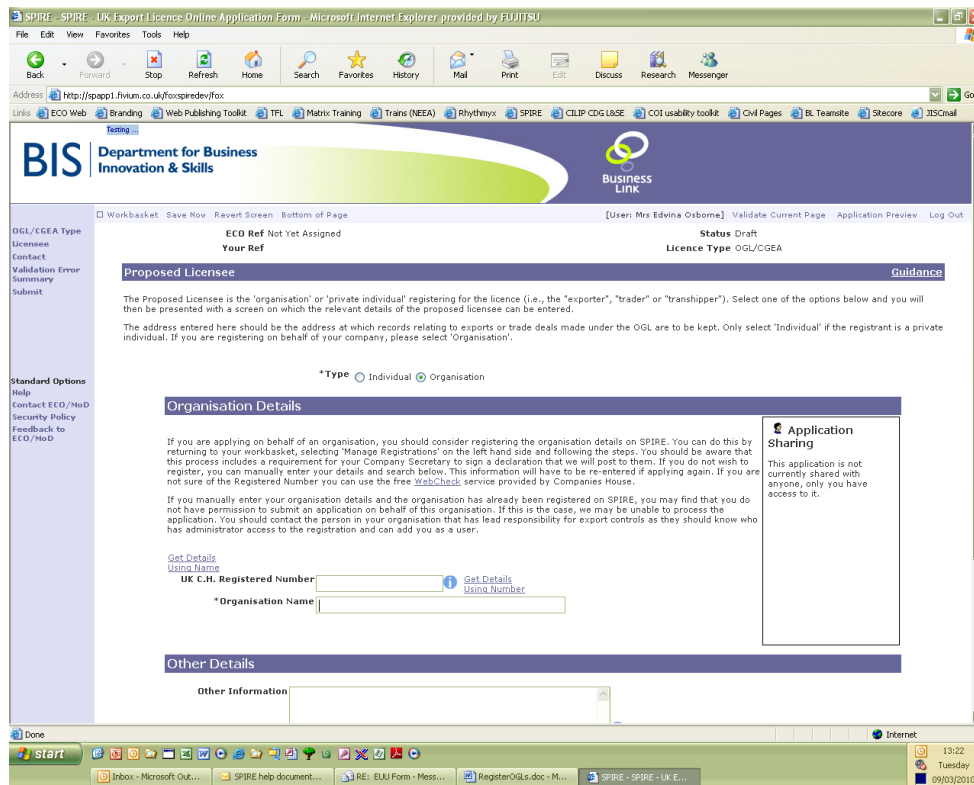 SPIRE - SPIRE - UK Export Licence Online Application Form - Microsoft Internet Explorer provided by FUJITSU
File Edit View Favorites Tools Help
Back Forward Stop Refresh Home Search Favorites History Mail Print Edit Discuss Research Messenger
Address http://spapp1.fivium.co.uk/foxspiredev/fox Go
Links ECO Web Branding Web Publishing Toolkit TFL Matrix Training Trains (NEEA) Rhythmyx SPIRE CILIP CDG L&SE COI usability toolkit Civil Pages BL Teamsite Sitecore JISCmail
Testing ...
BIS Department for Business
Innovation & Skills
Business
Link
Workbasket Save Now Revert Screen Bottom of Page [User: Mrs Edwina Osborne] Validate Current Page Application Preview Log Out
OGL/CGEA Type
Licensee
Contact
Validation Error
Summary
Submit
Standard Options
Help
Contact ECO/MoD
Security Policy
Feedback to
ECO/MoD
ECO Ref Not Yet Assigned Status Draft
Your Ref Licence Type OGL/CGEA
Proposed Licensee Guidance
The Proposed Licensee is the 'organisation' or 'private individual' registering for the licence (i.e., the "exporter", "trader" or "transhipper"). Select one of the options below and you will
then be presented with a screen on which the relevant details of the proposed licensee can be entered.
The address entered here should be the address at which records relating to exports or trade deals made under the OGL are to be kept. Only select 'Individual' if the registrant is a private
individual. If you are registering on behalf of your company, please select 'Organisation'.
*Type Individual Organisation
Organisation Details
If you are applying on behalf of an organisation, you should consider registering the organisation details on SPIRE. You can do this by
returning to your workbasket, selecting 'Manage Registrations' on the left hand side and following the steps. You should be aware that
this process includes a requirement for your Company Secretary to sign a declaration that we will post to them. If you do not wish to
register, you can manually enter your details and search below. This information will have to be re-entered if applying again. If you are
not sure of the Registered Number you can use the free WebCheck service provided by Companies House.
If you manually enter your organisation details and the organisation has already been registered on SPIRE, you may find that you do
not have permission to submit an application on behalf of this organisation. If this is the case, we may be unable to process the
application. You should contact the person in your organisation that has lead responsibility for export controls as they should know who
has administrator access to the registration and can add you as a user.
Application
Sharing
This application is not
currently shared with
anyone, only you have
access to it.
Get Details
Using Name
UK C.H. Registered Number Get Details
Using Number
*Organisation Name
Other Details
Other Information
Done Internet
start
Inbox - Microsoft Out... SPIRE help document... RE: EUU Form - Mess... RegisterOGLs.doc - M... SPIRE - SPIRE - UK E...
13:22
Tuesday
09/03/2010